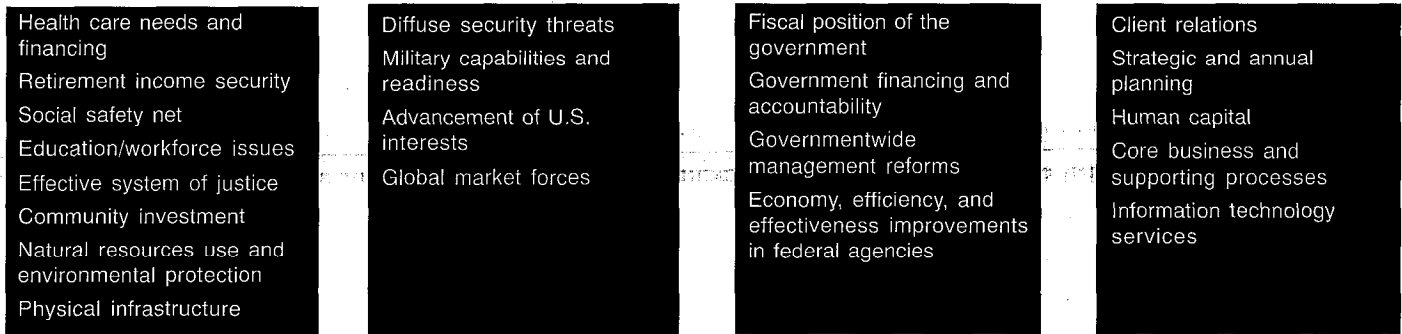 Health care needs and
financing
Retirement income security
Social safety net
Education/workforce issues
Effective system of justice
Community investment
Natural resources use and
environmental protection
Physical infrastructure
Diffuse security threats
Military capabilities and
readiness
Advancement of U.S.
interests
Global market forces
Fiscal position of the
government
Government financing and
accountability
Governmentwide
management reforms
Economy, efficiency, and
effectiveness improvements
in federal agencies
Client relations
Strategic and annual
planning
Human capital
Core business and
supporting processes
Information technology
services